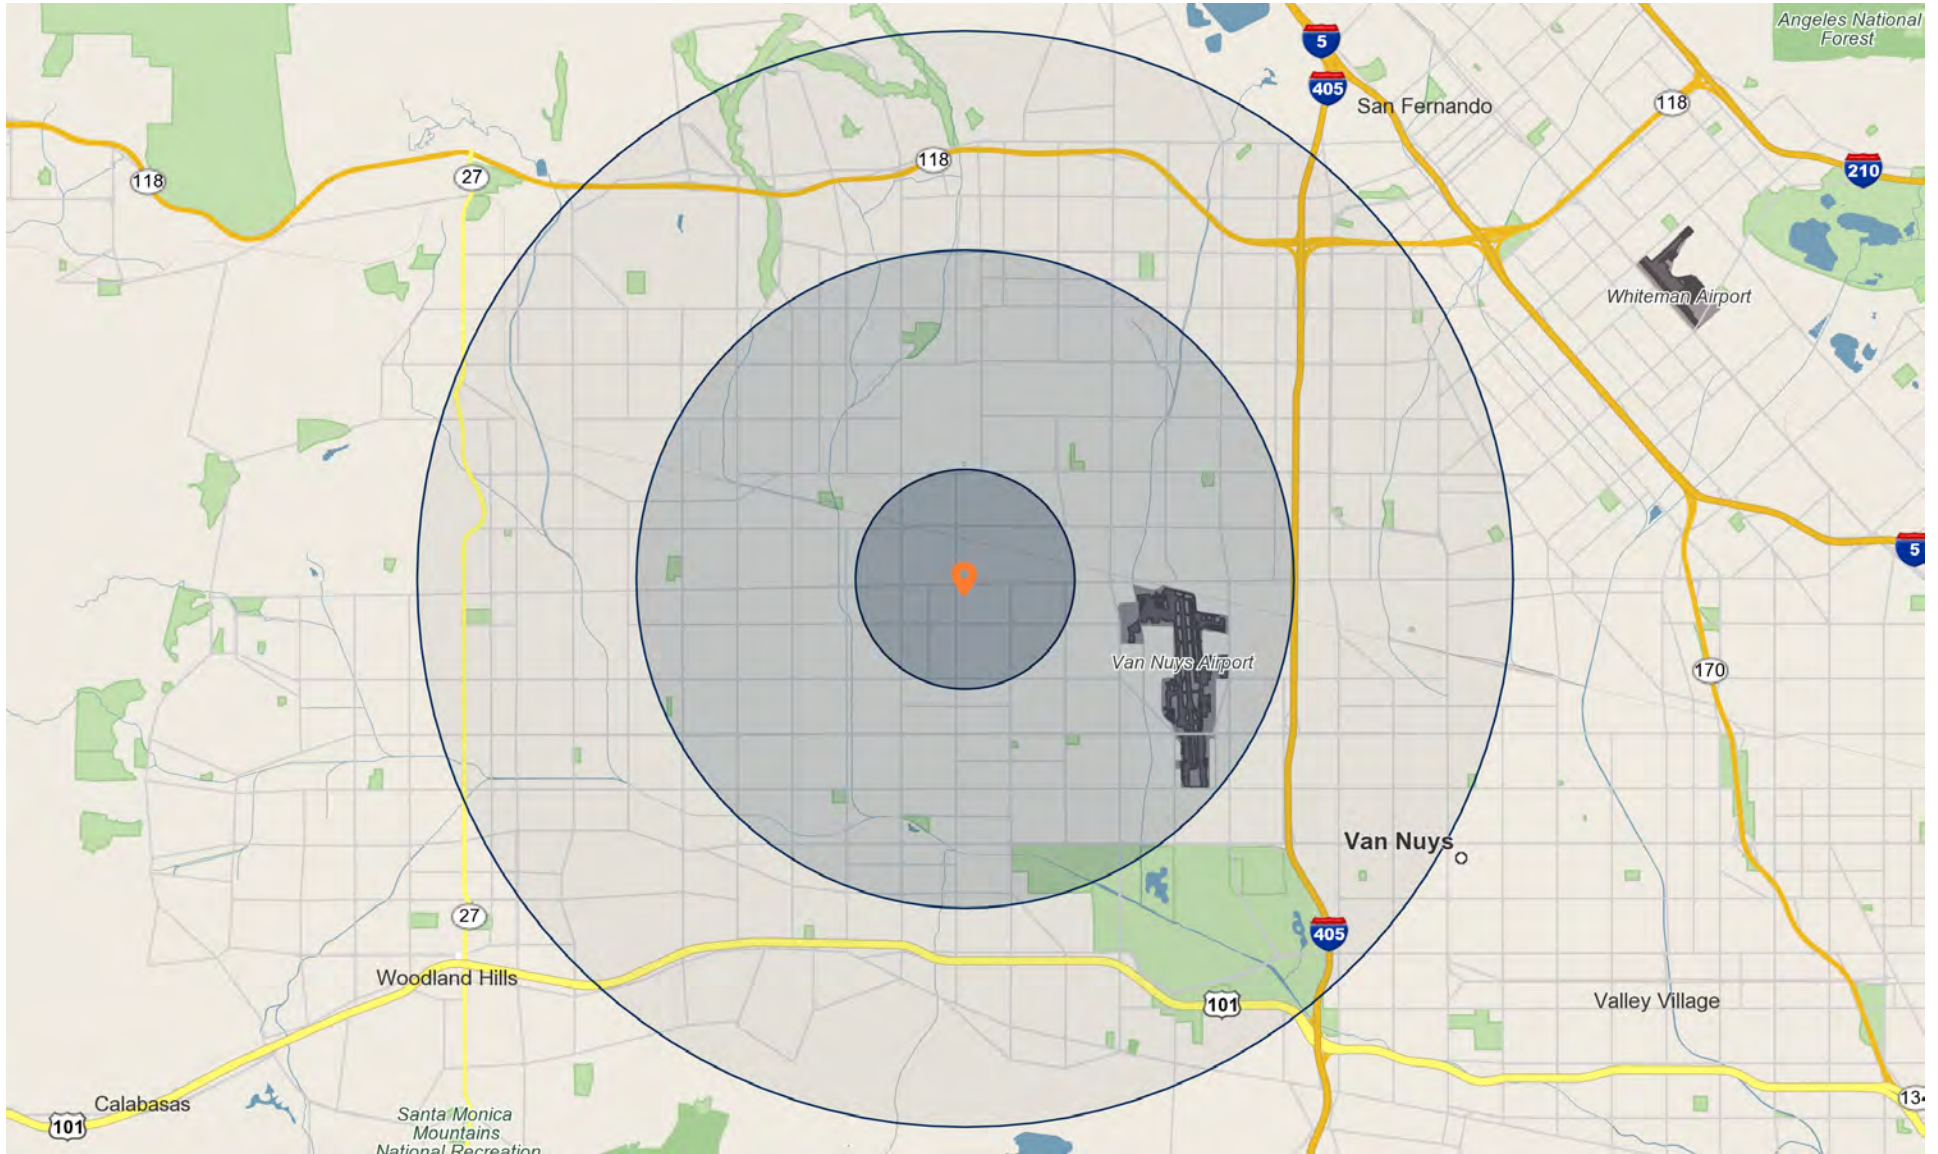 Angeles National
Forest
5
405
San Fernando
118
118
118
27
210
Whiteman Airport
5
Van Nuys Airport
170
Van Nuys
27
405
Woodland Hills
101
Valley Village
Calabasas
101
Santa Monica
Mountains
National Recreation
134